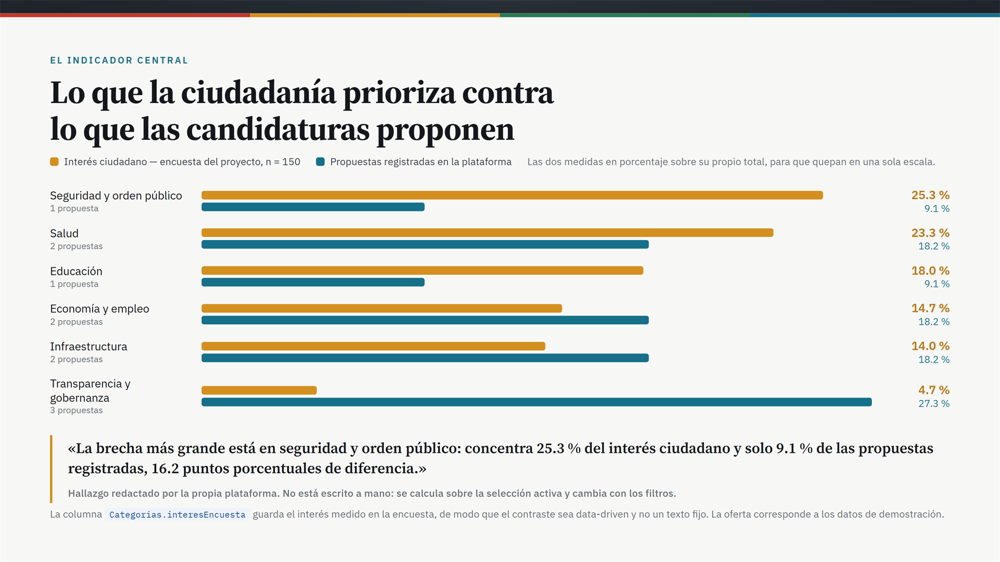 EL INDICADOR CENTRAL
Lo que la ciudadanía prioriza contra
lo que las candidaturas proponen
Interés ciudadano — encuesta del proyecto, n = 150
Propuestas registradas en la plataforma
Las dos medidas en porcentaje sobre su propio total, para que quepan en una sola escala.
Seguridad y orden público
1 propuesta
25.3 %
9.1 %
Salud
2 propuestas
23.3 %
18.2 %
Educación
1 propuesta
18.0 %
9.1 %
Economía y empleo
2 propuestas
14.7 %
18.2 %
Infraestructura
2 propuestas
14.0 %
18.2 %
Transparencia y
gobernanza
3 propuestas
4.7 %
27.3 %
«La brecha más grande está en seguridad y orden público: concentra 25.3 % del interés ciudadano y solo 9.1 % de las propuestas
registradas, 16.2 puntos porcentuales de diferencia.»
Hallazgo redactado por la propia plataforma. No está escrito a mano: se calcula sobre la selección activa y cambia con los filtros.
La columna Categorias.interesEncuesta guarda el interés medido en la encuesta, de modo que el contraste sea data-driven y no un texto fijo. La oferta corresponde a los datos de demostración.